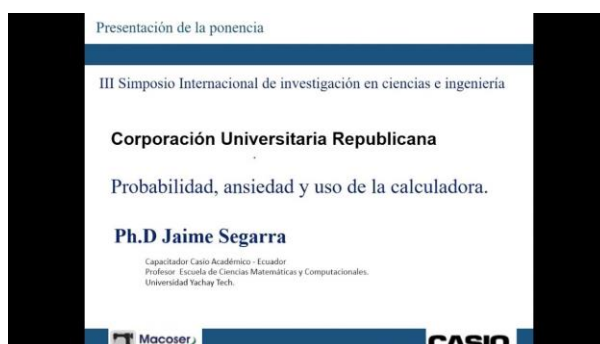 Presentación de la ponencia
III Simposio Internacional de investigación en ciencias e ingeniería
Corporación Universitaria Republicana
Probabilidad, ansiedad y uso de la calculadora.
Ph.D Jaime Segarra
Capacitador Casio Académico - Ecuador
Profesor Escuela de Ciencias Matemáticas y Computacionales.
Universidad Yachay Tech.
Macoser
CASIO